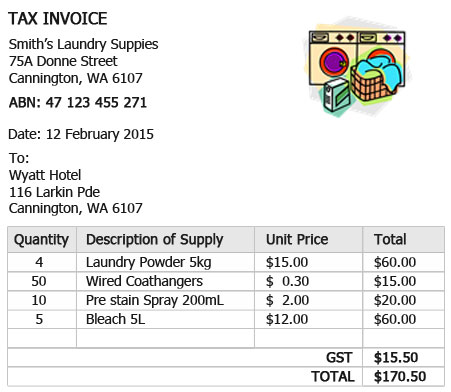 TAX INVOICE
Smith's Laundry Suppies
75A Donne Street
Cannington, WA 6107
ABN: 47 123 455 271
Date: 12 February 2015
To:
Wyatt Hotel
116 Larkin Pde
Cannington, WA 6107
Quantity Description of Supply Unit Price Total
4 Laundry Powder 5kg $15.00 $60.00
50 Wired Coathangers $ 0.30 $15.00
10 Pre stain Spray 200mL $ 2.00 $20.00
5 Bleach 5L $12.00 $60.00
GST $15.50
TOTAL $170.50